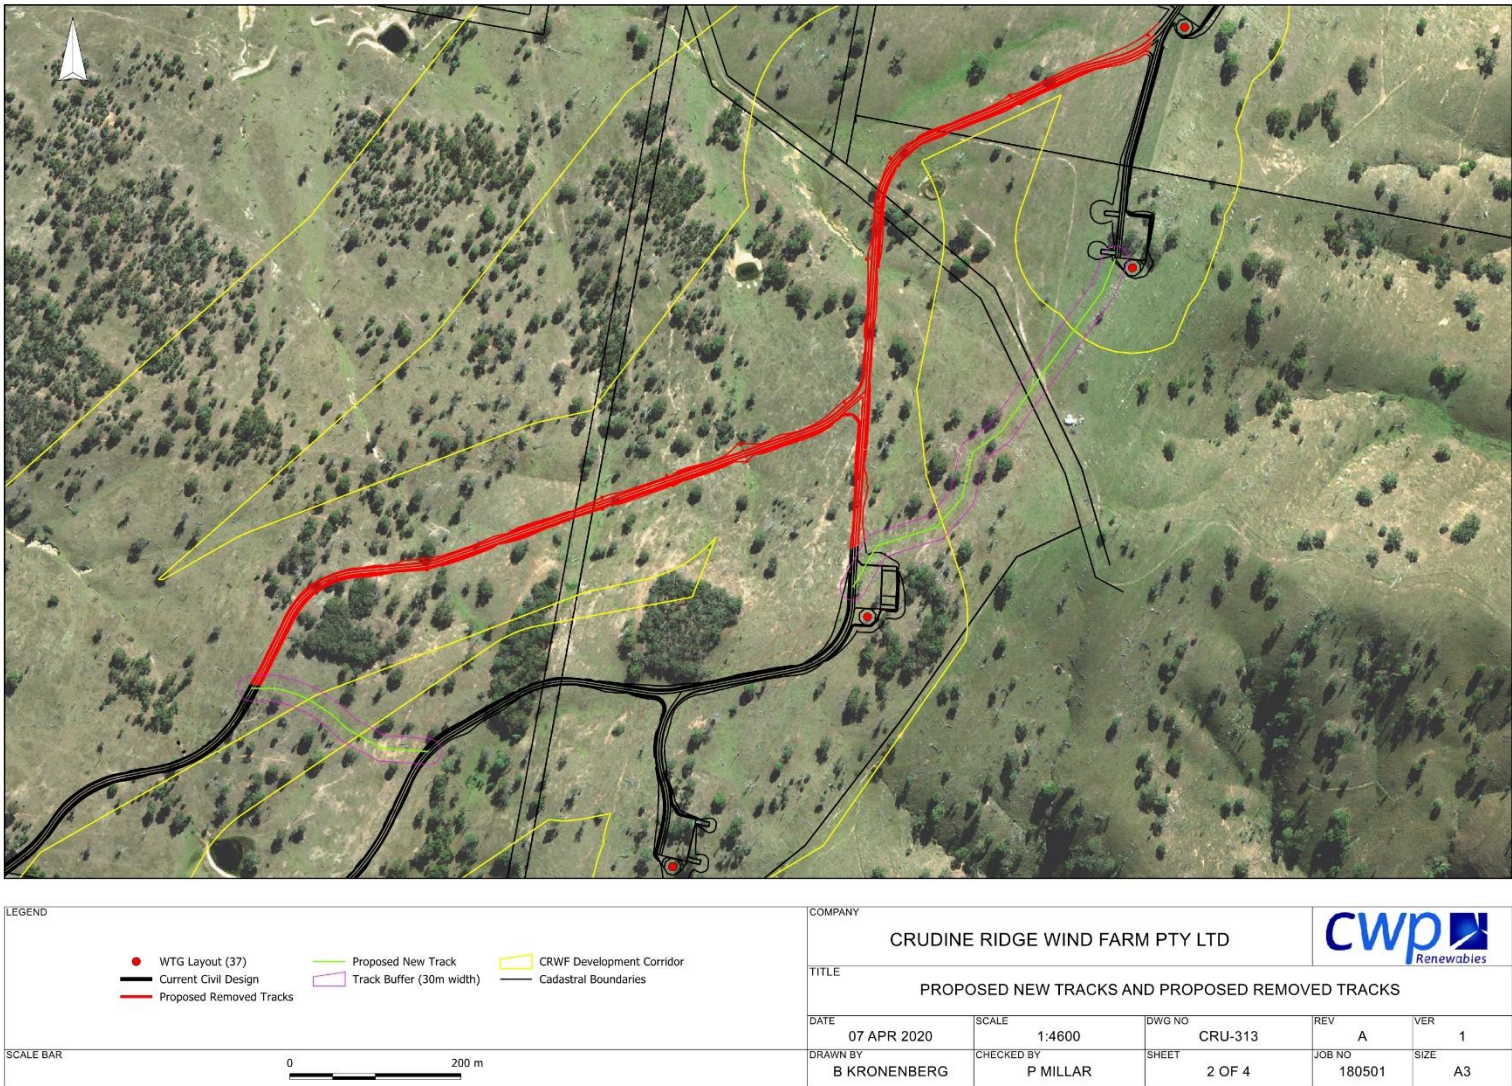 LEGEND
WTG Layout (37)
Current Civil Design
Proposed Removed Tracks
Proposed New Track
Track Buffer (30m width)
CRWF Development Corridor
Cadastral Boundaries
SCALE BAR
0 200 m
COMPANY
CRUDINE RIDGE WIND FARM PTY LTD
cwp
Renewables
TITLE
PROPOSED NEW TRACKS AND PROPOSED REMOVED TRACKS
DATE SCALE DWG NO REV VER
07 APR 2020 1:4600 CRU-313 A 1
DRAWN BY CHECKED BY SHEET JOB NO SIZE
B KRONENBERG P MILLAR 2 OF 4 180501 A3